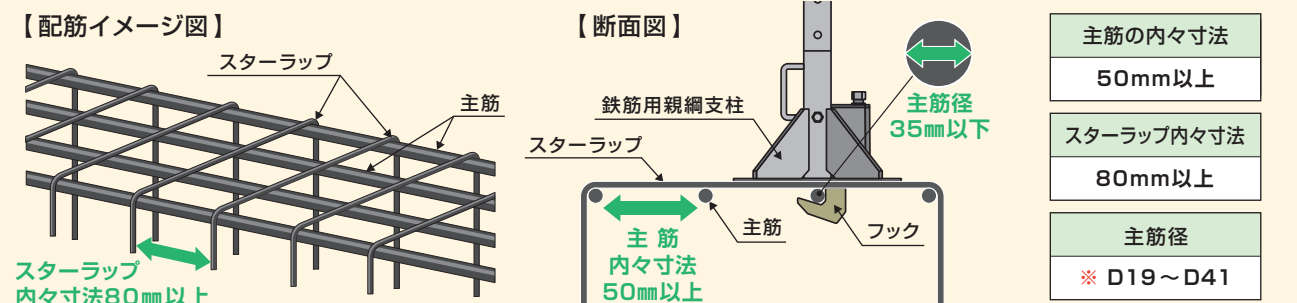 【配筋イメージ図】
スターラップ
主筋
スターラップ
内々寸法80㎜以上
【断面図】
鉄筋用親綱支柱
スターラップ
主筋径
35㎜以下
主筋
フック
主 筋
内々寸法
50㎜以上
主筋の内々寸法
50mm以上
スターラップ内々寸法
80mm以上
主筋径
※ D19～D41